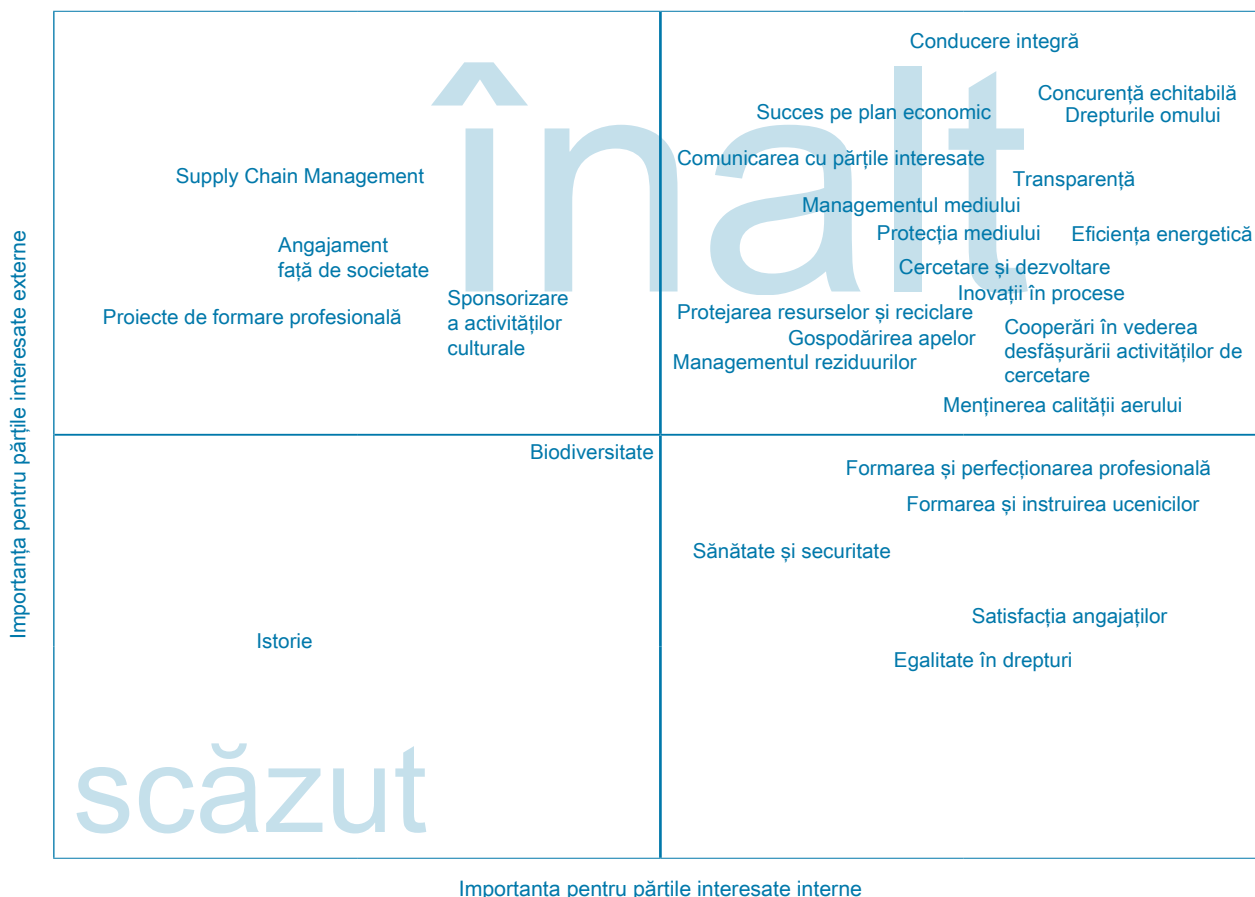 înalt
Conducere integră
Concurență echitabilă
Succes pe plan economic
Drepturile omului
Comunicarea cu părțile interesate
Supply Chain Management
Transparență
Managementul mediului
Protecția mediului
Eficiența energetică
Angajament
față de societate
Cercetare și dezvoltare
Inovații în procese
Sponsorizare
a activităților
culturale
Proiecte de formare profesională
Protejarea resurselor și reciclare
Gospodărirea apelor
Managementul reziduurilor
Cooperări în vederea
desfășurării activităților de
cercetare
Menținerea calității aerului
Importanța pentru părțile interesate externe
Biodiversitate
Formarea și perfecționarea profesională
Formarea și instruirea ucenicilor
Sănătate și securitate
Satisfacția angajaților
Istorie
Egalitate în drepturi
scăzut
Importanta pentru părtile interesate interne